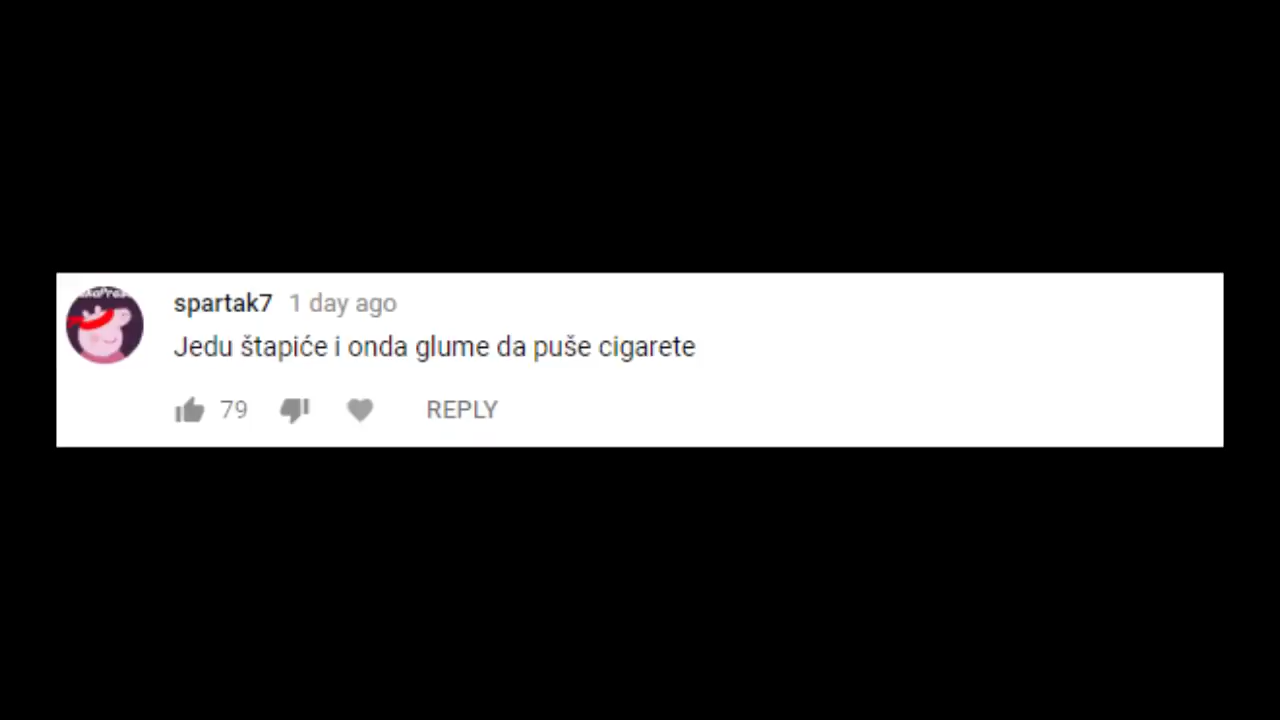 spartak7 1 day ago
Jedu štapiće i onda glume da puše cigarete
79 REPLY